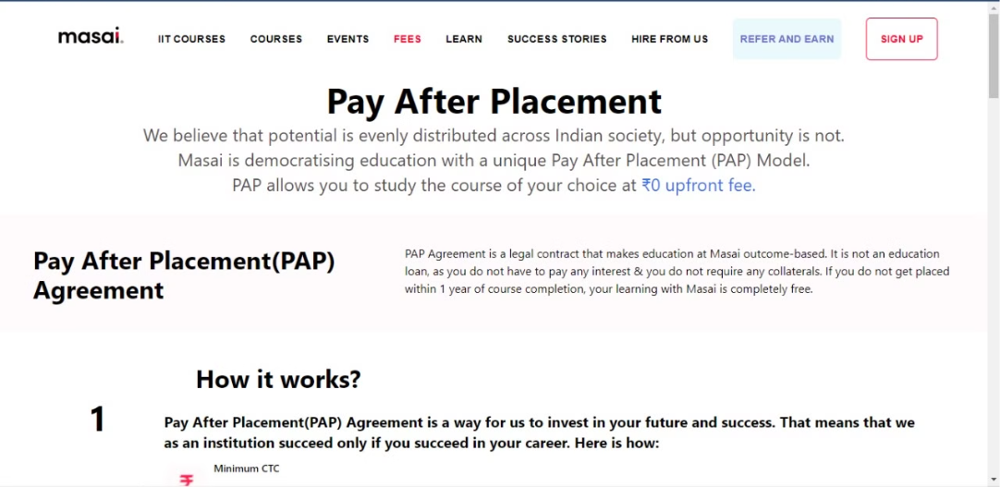 masai.
IIT COURSES
COURSES
EVENTS
FEES
LEARN
SUCCESS STORIES
HIRE FROM US
REFER AND EARN
SIGN UP
Pay After Placement
We believe that potential is evenly distributed across Indian society, but opportunity is not.
Masai is democratising education with a unique Pay After Placement (PAP) Model.
PAP allows you to study the course of your choice at ₹0 upfront fee.
Pay After Placement(PAP)
Agreement
PAP Agreement is a legal contract that makes education at Masai outcome-based. It is not an education
loan, as you do not have to pay any interest & you do not require any collaterals. If you do not get placed
within 1 year of course completion, your learning with Masai is completely free.
How it works?
1
Pay After Placement(PAP) Agreement is a way for us to invest in your future and success. That means that we
as an institution succeed only if you succeed in your career. Here is how:
Minimum CTC